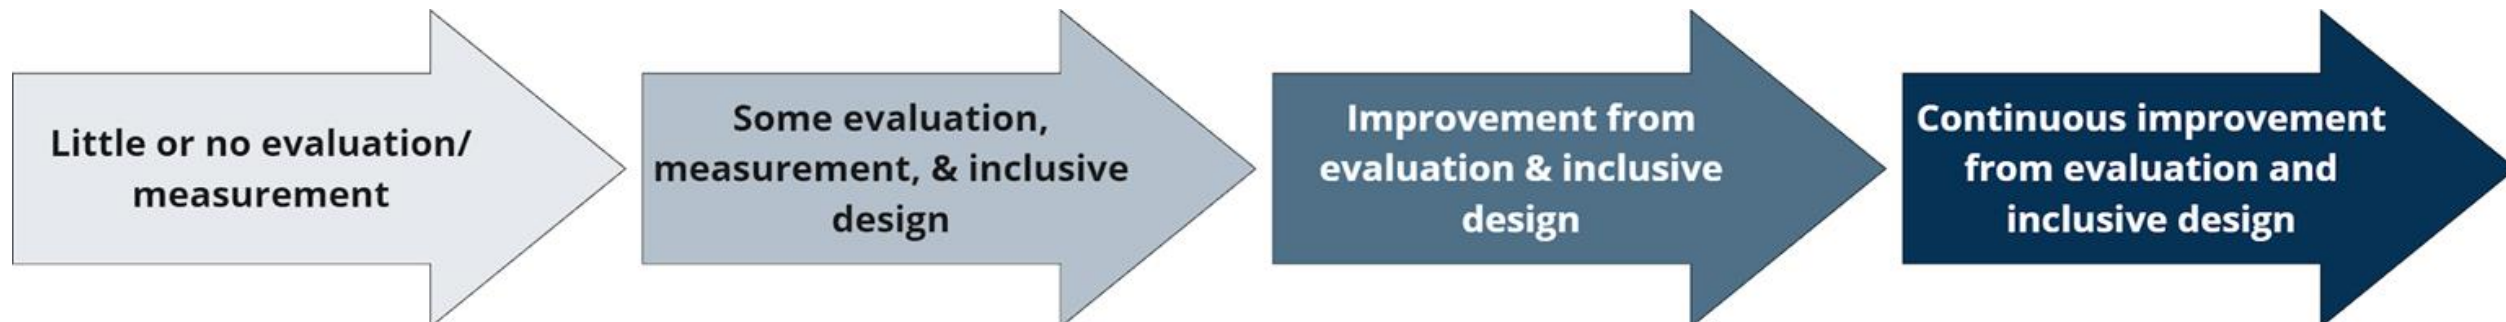 Little or no evaluation/
measurement
Some evaluation,
measurement, & inclusive
design
Improvement from
evaluation & inclusive
design
Continuous improvement
from evaluation and
inclusive design